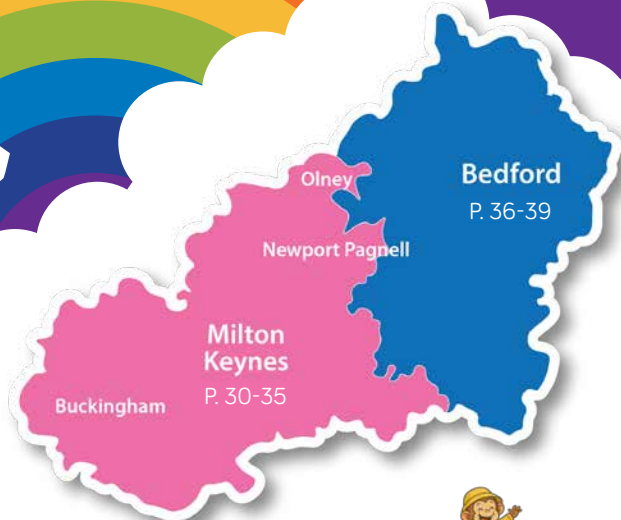 Olney
Bedford
P. 36-39
Newport Pagnell
Milton
Keynes
P. 30-35
Buckingham